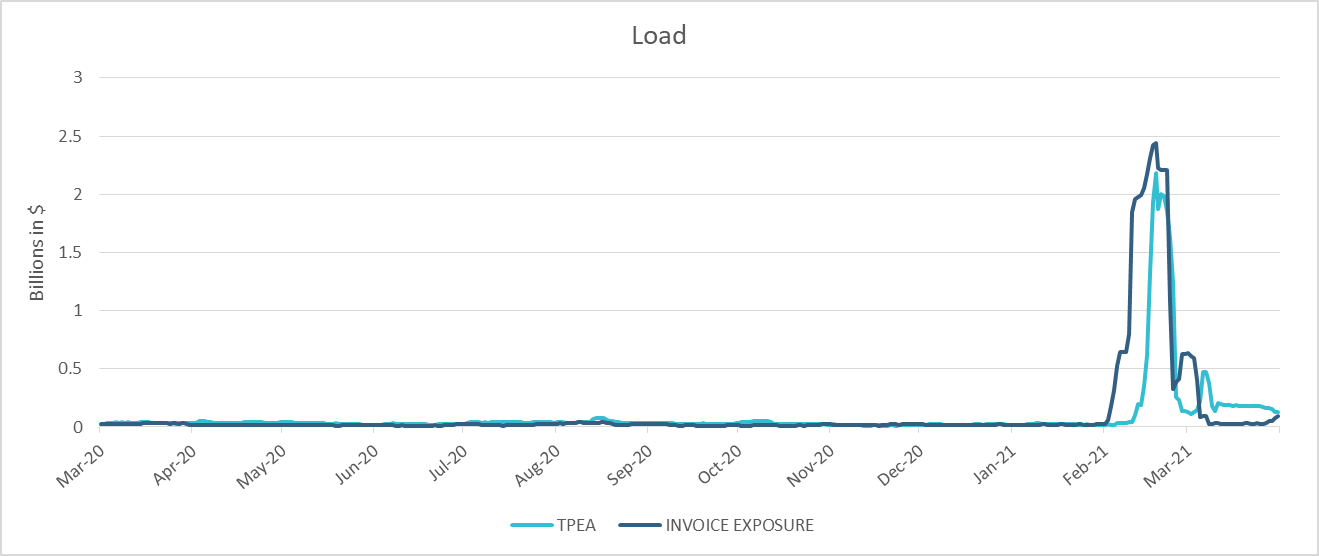 Load
Billions in $
3
2.5
2
1.5
1
0.5
0
Mar-20 Apr-20 May-20 Jun-20 Jul-20 Aug-20 Sep-20 Oct-20 Nov-20 Dec-20 Jan-21 Feb-21 Mar-21
TPEA INVOICE EXPOSURE